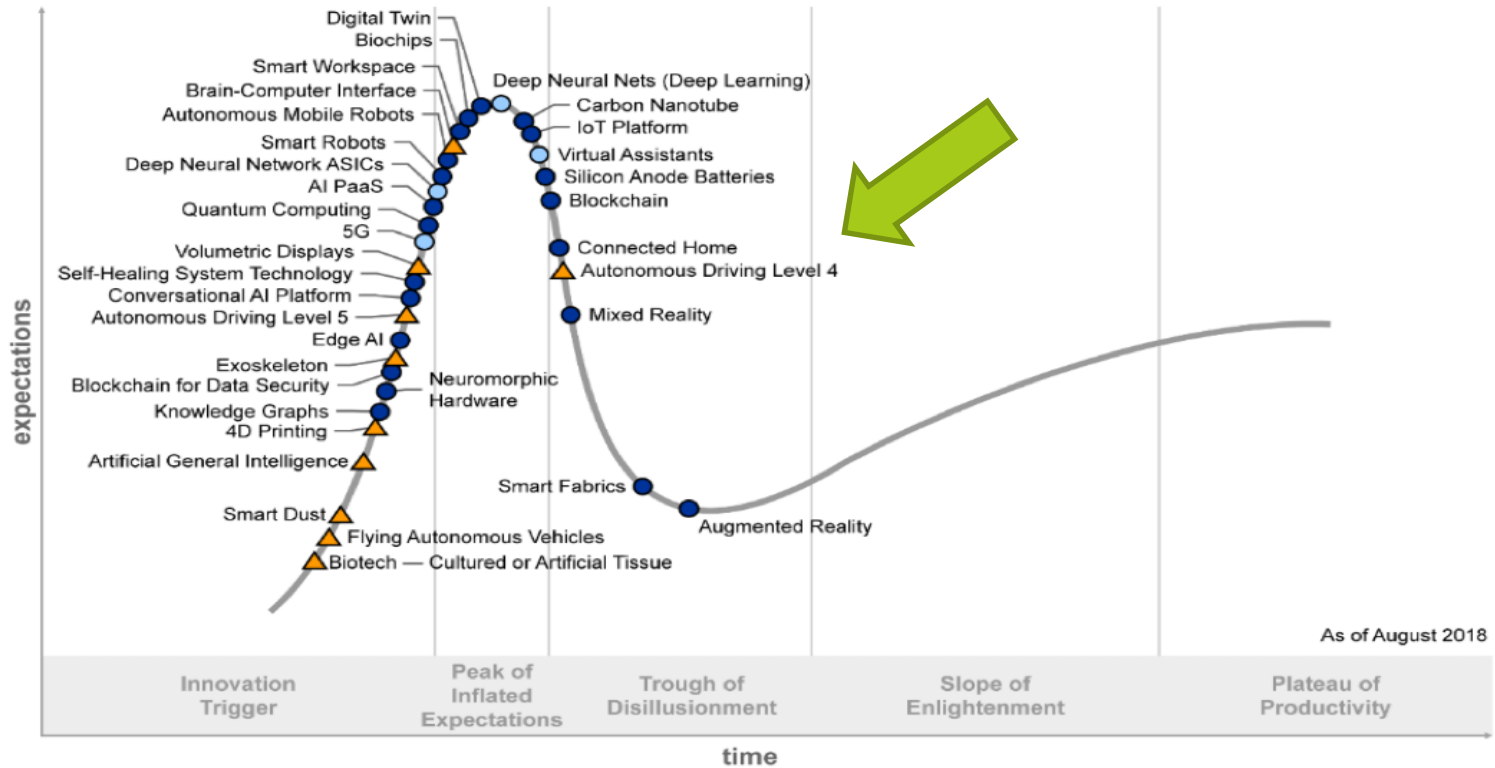 Digital Twin
Biochips
Smart Workspace
Brain-Computer Interface
Autonomous Mobile Robots
Smart Robots
Deep Neural Network ASICs
AI PaaS
Quantum Computing
5G
Volumetric Displays
Self-Healing System Technology
Conversational AI Platform
Autonomous Driving Level 5
Edge AI
Exoskeleton
Blockchain for Data Security
Neuromorphic
Hardware
Knowledge Graphs
4D Printing
Artificial General Intelligence
Smart Dust
Flying Autonomous Vehicles
Biotech — Cultured or Artificial Tissue
Deep Neural Nets (Deep Learning)
Carbon Nanotube
IoT Platform
Virtual Assistants
Silicon Anode Batteries
Blockchain
Connected Home
Autonomous Driving Level 4
Mixed Reality
Smart Fabrics
Augmented Reality
expectations
As of August 2018
Innovation
Trigger
Peak of
Inflated
Expectations
Trough of
Disillusionment
Slope of
Enlightenment
Plateau of
Productivity
time